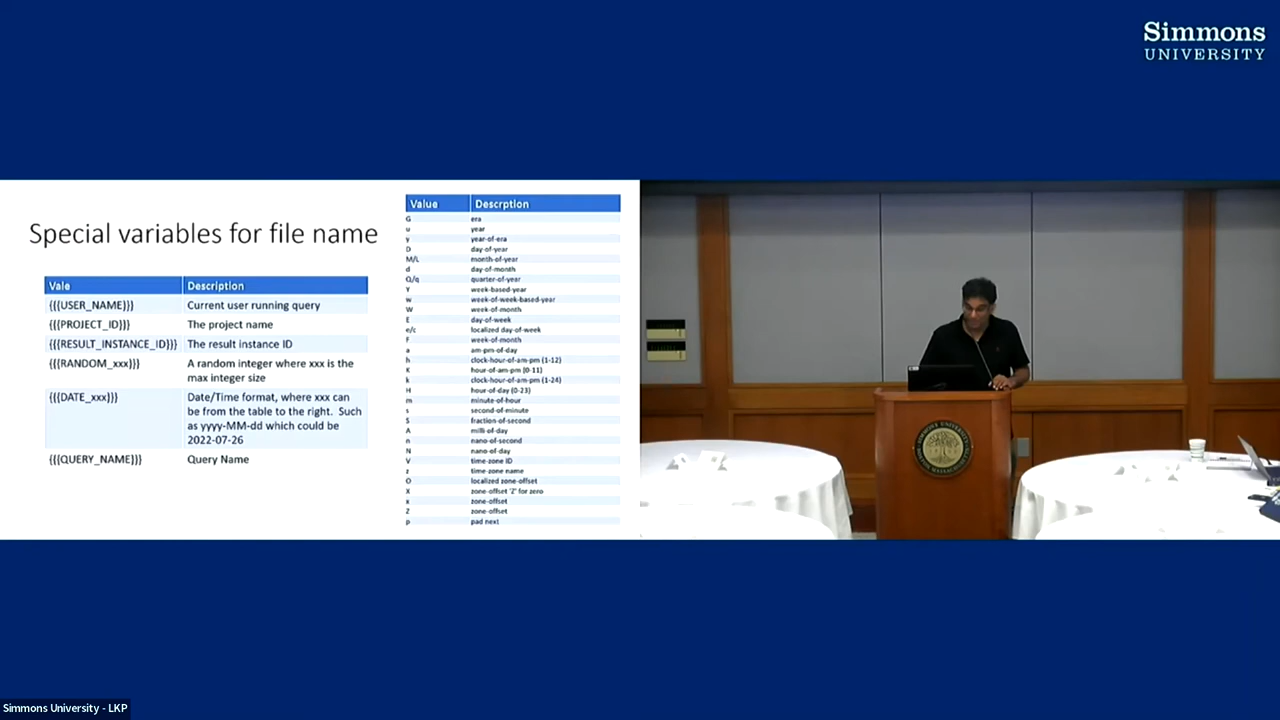 Simmons
UNIVERSITY
Special variables for file name
Vale Description
{{{USER_NAME}}} Current user running query
{{{PROJECT_ID}}} The project name
{{{RESULT_INSTANCE_ID}}} The result instance ID
{{{RANDOM_xxx}}} A random integer where xxx is the
max integer size
{{{DATE_xxx}}} Date/Time format, where xxx can
be from the table to the right. Such
as yyyy-MM-dd which could be
2022-07-26
{{{QUERY_NAME}}} Query Name
Value Descrption
G era
u year
y year-of-era
D day-of-year
M/L month-of-year
d day-of-month
Q/q quarter-of-year
Y week-based-year
w week-of-week-based-year
W week-of-month
E day-of-week
e/c localized day-of-week
F week-of-month
a am-pm-of-day
h clock-hour-of-am-pm (1-12)
K hour-of-am-pm (0-11)
k clock-hour-of-am-pm (1-24)
H hour-of-day (0-23)
m minute-of-hour
s second-of-minute
S fraction-of-second
A milli-of-day
n nano-of-second
N nano-of-day
V time-zone ID
z time-zone name
O localized zone-offset
X zone-offset 'Z' for zero
x zone-offset
Z zone-offset
p pad next
Simmons University - LKP